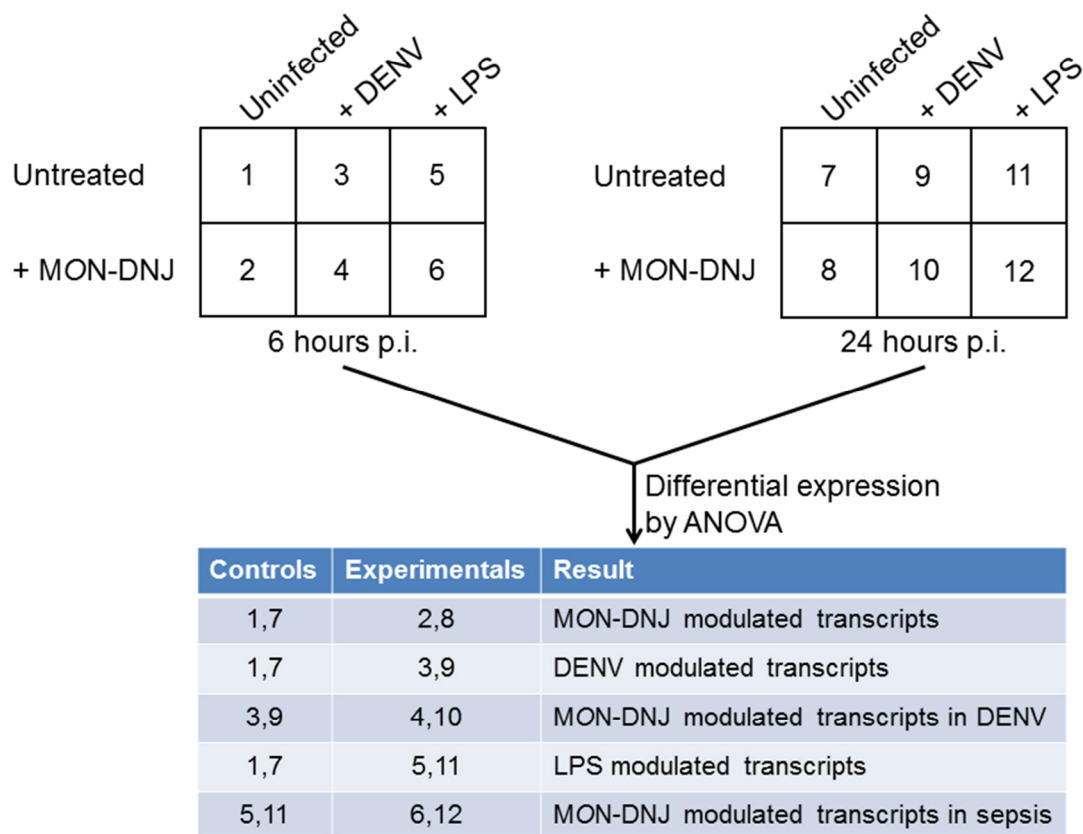 Uninfected + DENV + LPS
Untreated 1 3 5
+ MON-DNJ 2 4 6
6 hours p.i.
Uninfected + DENV + LPS
Untreated 7 9 11
+ MON-DNJ 8 10 12
24 hours p.i.
Differential expression
by ANOVA
Controls Experimentals Result
1,7 2,8 MON-DNJ modulated transcripts
1,7 3,9 DENV modulated transcripts
3,9 4,10 MON-DNJ modulated transcripts in DENV
1,7 5,11 LPS modulated transcripts
5,11 6,12 MON-DNJ modulated transcripts in sepsis